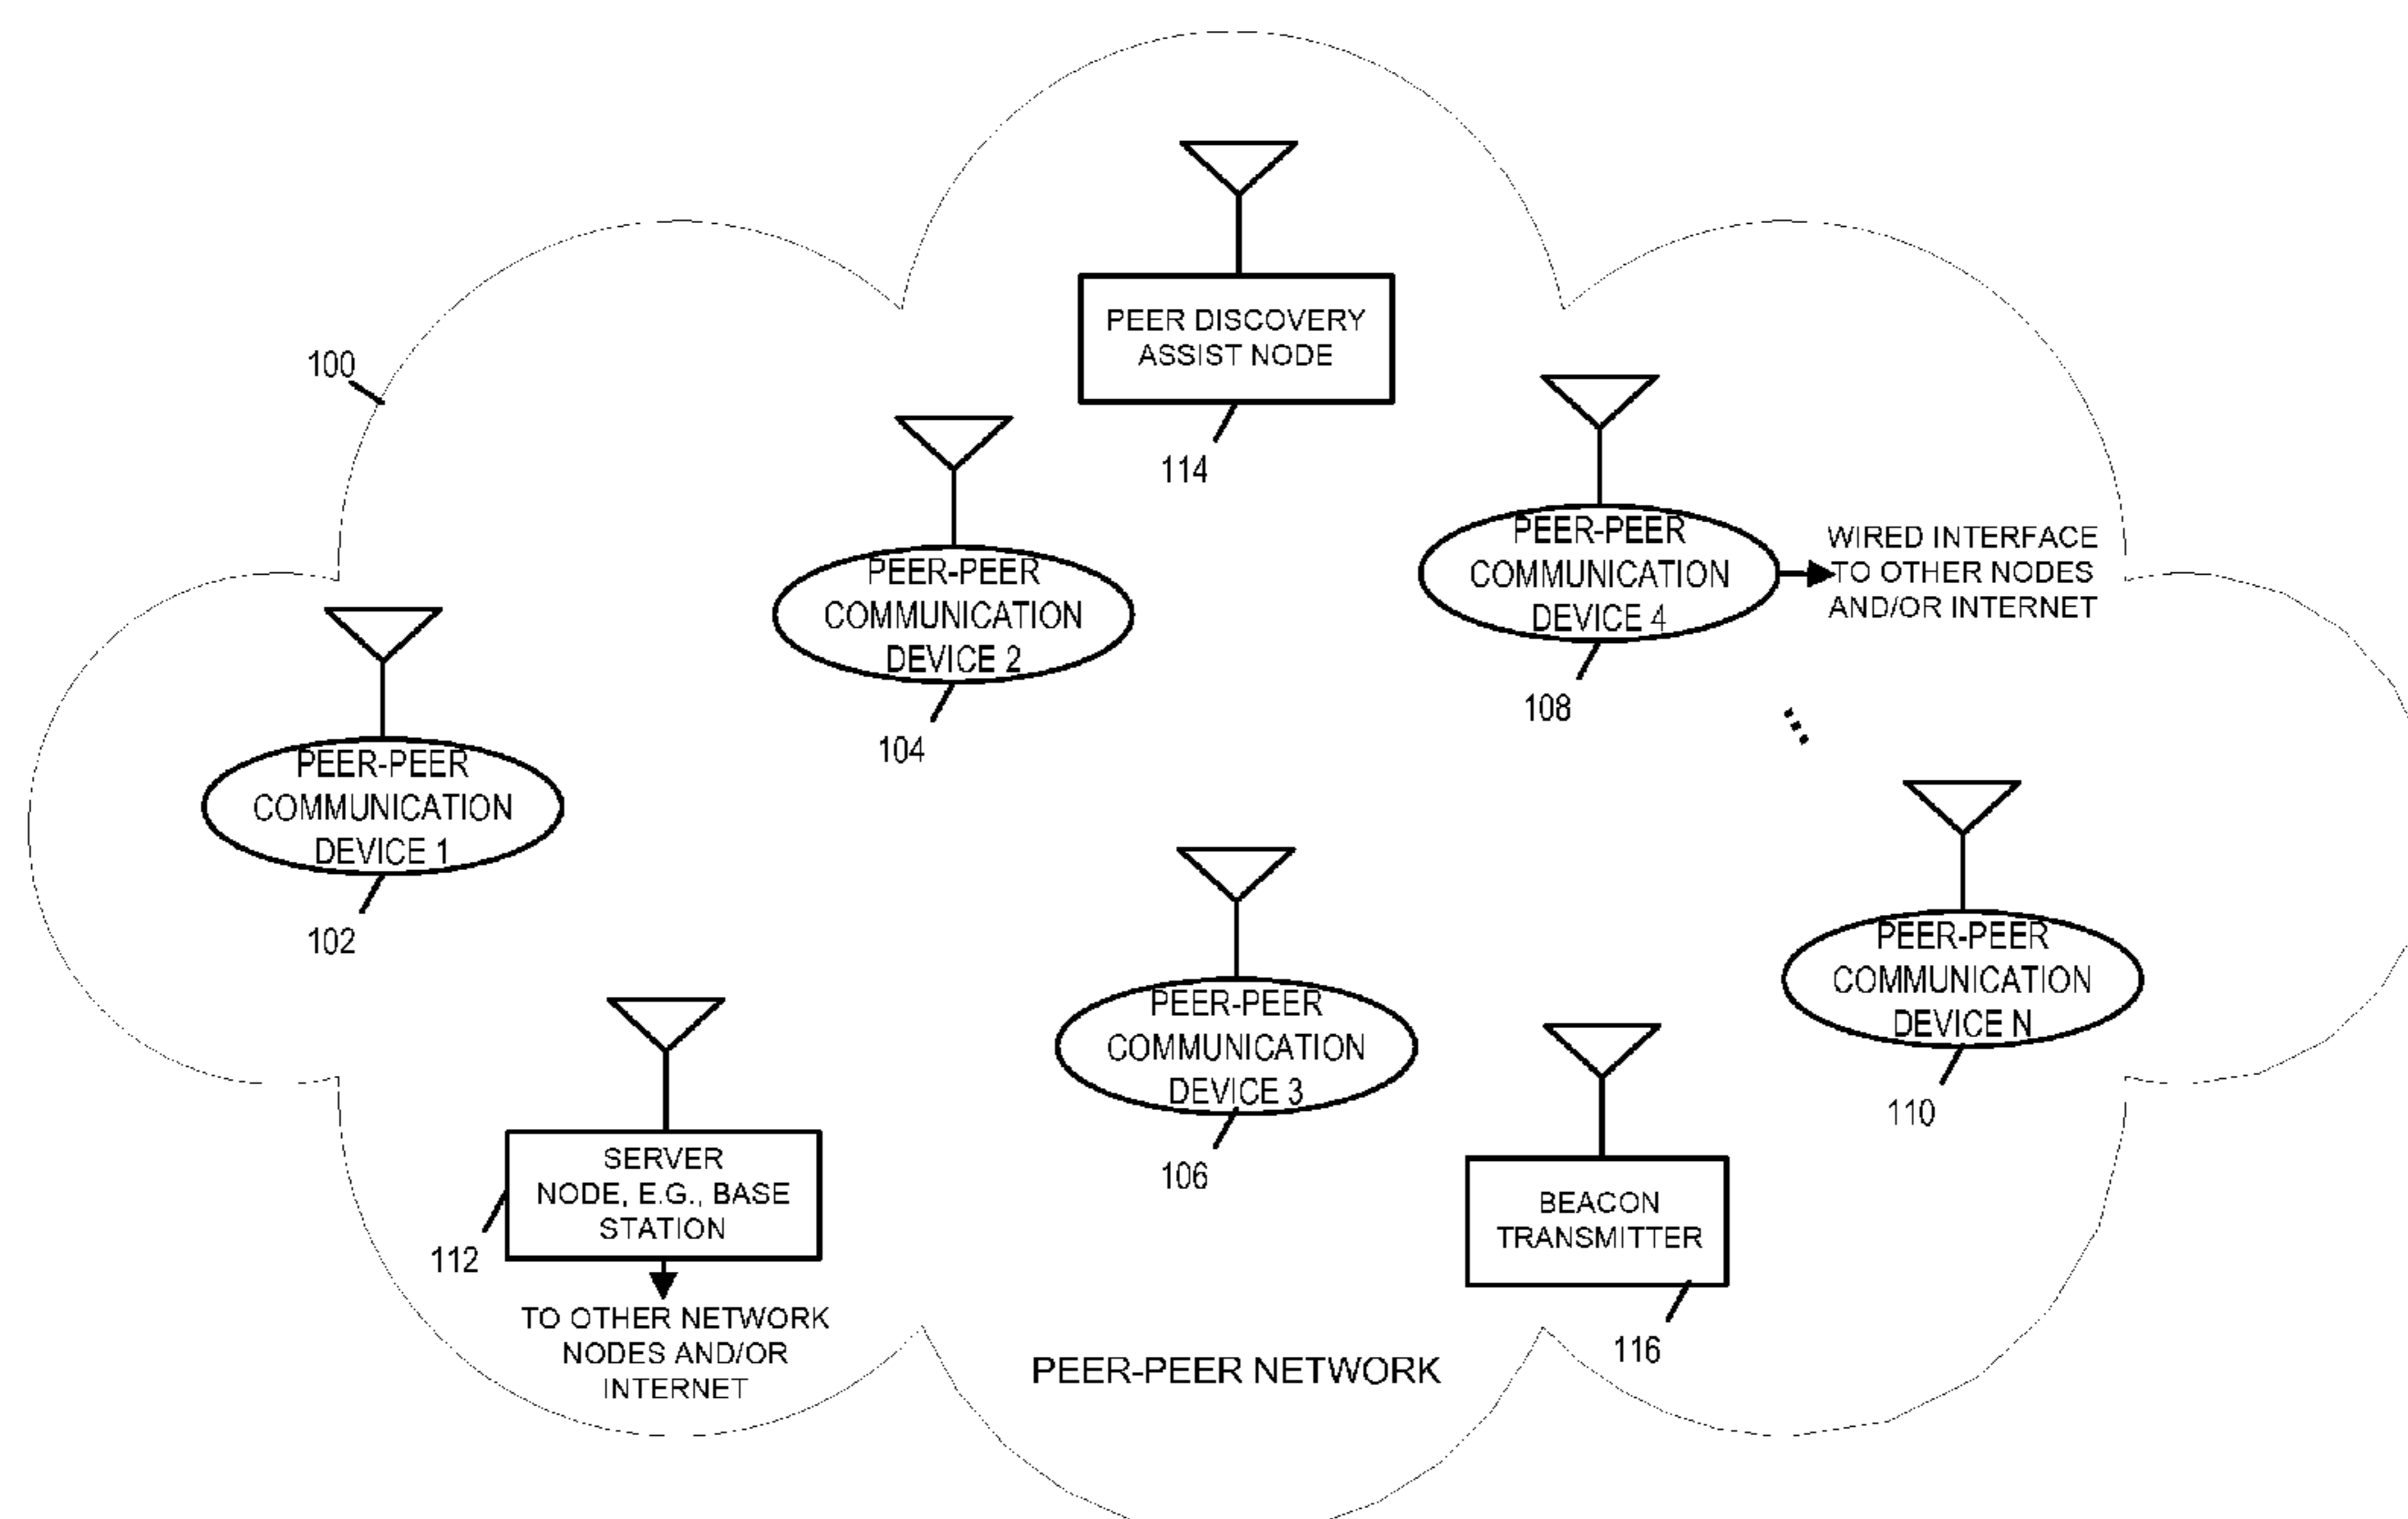 PEER DISCOVERY
ASSIST NODE
114
100
PEER-PEER
COMMUNICATION
DEVICE 4
108
WIRED INTERFACE
TO OTHER NODES
AND/OR INTERNET
PEER-PEER
COMMUNICATION
DEVICE 2
104
PEER-PEER
COMMUNICATION
DEVICE 1
102
PEER-PEER
COMMUNICATION
DEVICE N
110
PEER-PEER
COMMUNICATION
DEVICE 3
106
SERVER
NODE, E.G., BASE
STATION
112
TO OTHER NETWORK
NODES AND/OR
INTERNET
BEACON
TRANSMITTER
116
PEER-PEER NETWORK